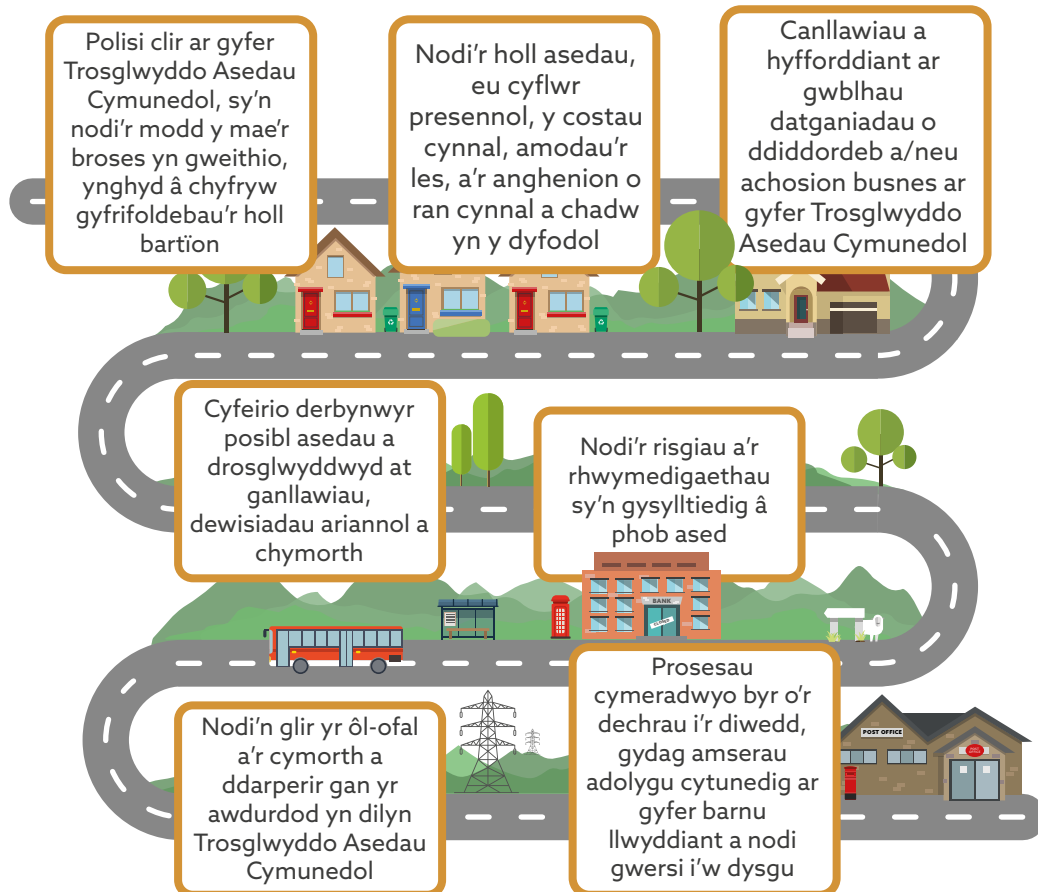 Polisi clir ar gyfer
Trosglwyddo Asedau
Cymunedol, sy'n
nodi'r modd y mae'r
broses yn gweithio,
ynghyd â chyfryw
gyfrifoldebau'r holl
bartïon
Nodi'r holl asedau,
eu cyflwr
presennol, y costau
cynnal, amodau'r
les, a'r anghenion o
ran cynnal a chadw
yn y dyfodol
Canllawiau a
hyfforddiant ar
gwblhau
datganiadau o
ddiddordeb a/neu
achosion busnes ar
gyfer Trosglwyddo
Asedau Cymunedol
Cyfeirio derbynwyr
posibl asedau a
drosglwyddwyd at
ganllawiau,
dewisiadau ariannol a
chymorth
Nodi'r risgiau a'r
rhwymedigaethau
sy'n gysylltiedig â
phob ased
BANK
CLOSED
Nodi'n glir yr ôl-ofal
a'r cymorth a
ddarperir gan yr
awdurdod yn dilyn
Trosglwyddo Asedau
Cymunedol
Prosesau
cymeradwyo byr o'r
dechrau i'r diwedd,
gydag amserau
adolygu cytunedig ar
gyfer barnu
llwyddiant a nodi
gwersi i'w dysgu
POST OFFICE
POST OFFICE